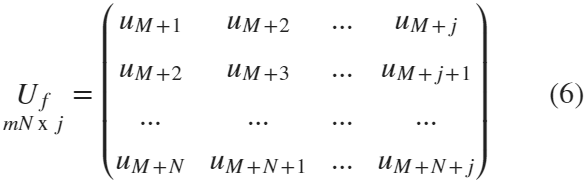 u_{M+1} u_{M+2} ... u_{M+j}
u_{M+2} u_{M+3} ... u_{M+j+1}
U_f = (6)
mN x j
... ... ... ...
u_{M+N} u_{M+N+1} ... u_{M+N+j}